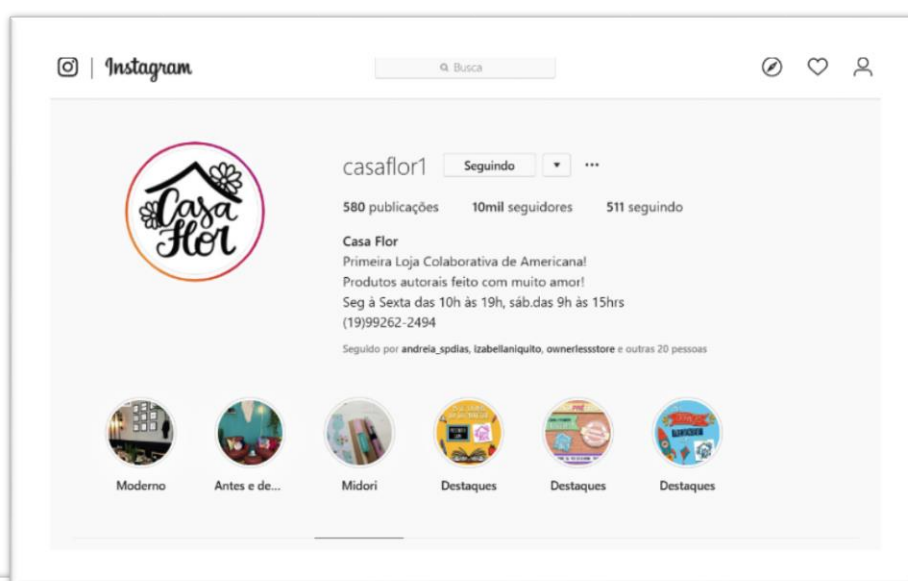 Instagram
Busca
Casa
Flor
casaflor1 Seguindo
580 publicações 10mil seguidores 511 seguindo
Casa Flor
Primeira Loja Colaborativa de Americana!
Produtos autorais feito com muito amor!
Seg à Sexta das 10h às 19h, sáb.das 9h às 15hrs
(19)99262-2494
Seguido por andreia_spdias, izabellaniquito, ownerlessstore e outras 20 pessoas
Moderno Antes e de... Midori Destaques Destaques Destaques